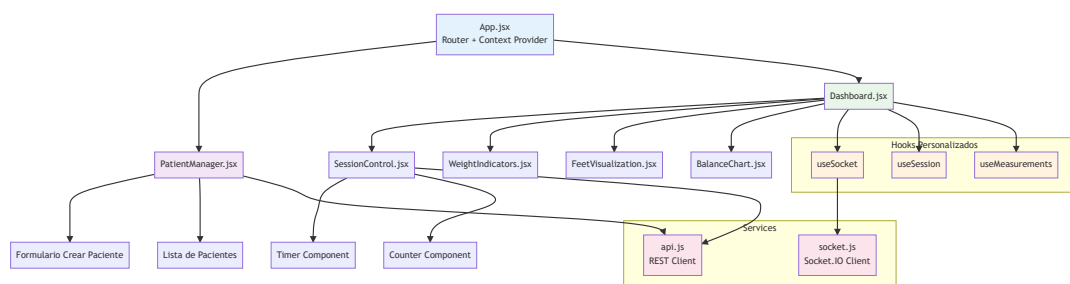 App.jsx
Router + Context Provider
Dashboard.jsx
Hooks Personalizados
PatientManager.jsx
SessionControl.jsx
WeightIndicators.jsx
FeetVisualization.jsx
BalanceChart.jsx
useSocket
useSession
useMeasurements
Services
Formulario Crear Paciente
Lista de Pacientes
Timer Component
Counter Component
api.js
REST Client
socket.js
Socket.IO Client